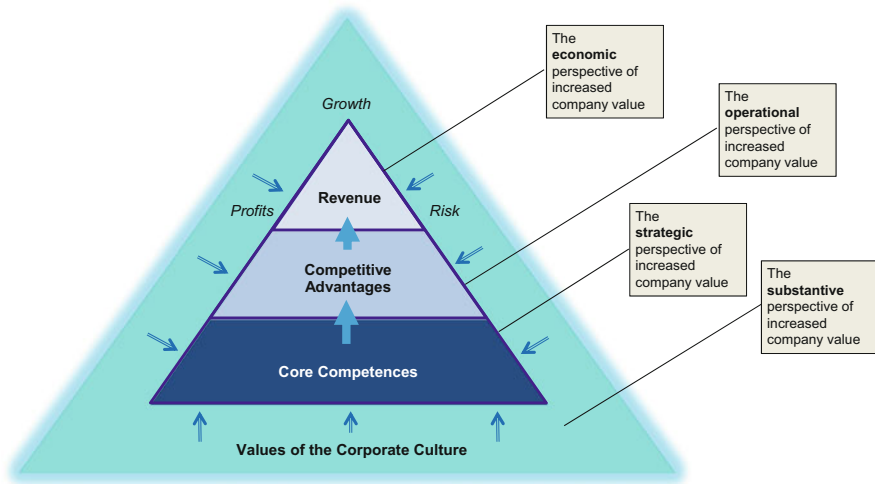 The
economic
perspective of
increased
company value
The
operational
perspective of
increased
company value
The
strategic
perspective of
increased
company value
The
substantive
perspective of
increased
company value
Growth
Profits
Risk
Revenue
Competitive
Advantages
Core Competences
Values of the Corporate Culture